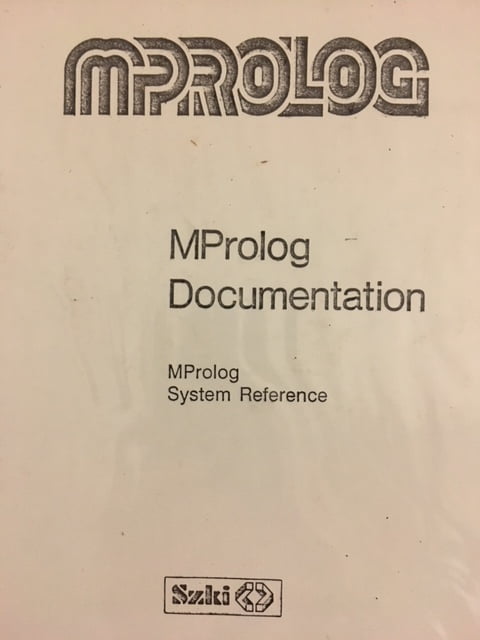 MPROLOG
MProlog
Documentation
MProlog
System Reference
Szki